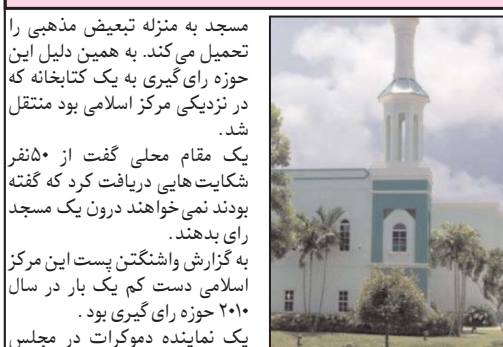 مسجد به منزله تبعیض مذهبی را
تحمیل می‌کند. به همین دلیل این
حوزه رای‌گیری به یک کتابخانه که
در نزدیکی مرکز اسلامی بود منتقل
شد.
یک مقام محلی گفت از ۵۰نفر
شکایت‌هایی دریافت کرد که گفته
بودند نمی‌خواهند درون یک مسجد
رای بدهند.
به گزارش واشنگتن پست این مرکز
اسلامی دست کم یک بار در سال
۲۰۱۰ حوزه رای گیری بود.
یک نماینده دموکرات در مجلس